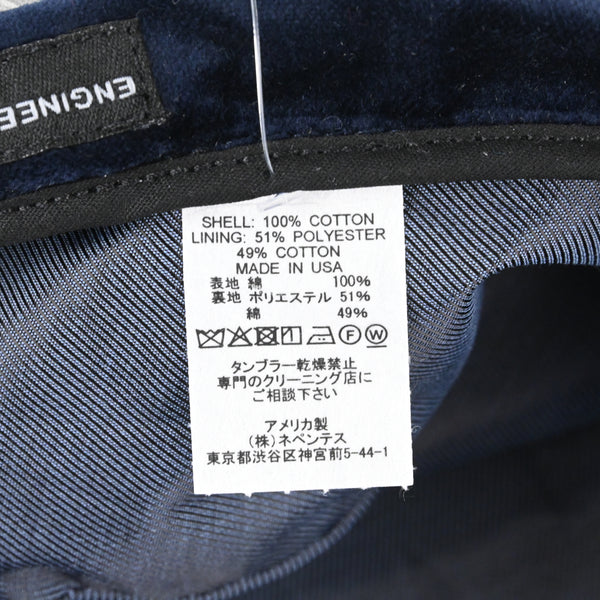 ENGINEE
SHELL: 100% COTTON
LINING: 51% POLYESTER
49% COTTON
MADE IN USA
表地 綿 100%
裏地 ポリエステル 51%
綿 49%
F W
タンブラー乾燥禁止
専門のクリーニング店に
ご相談下さい
アメリカ製
(株)ネペンテス
東京都渋谷区神宮前5-44-1